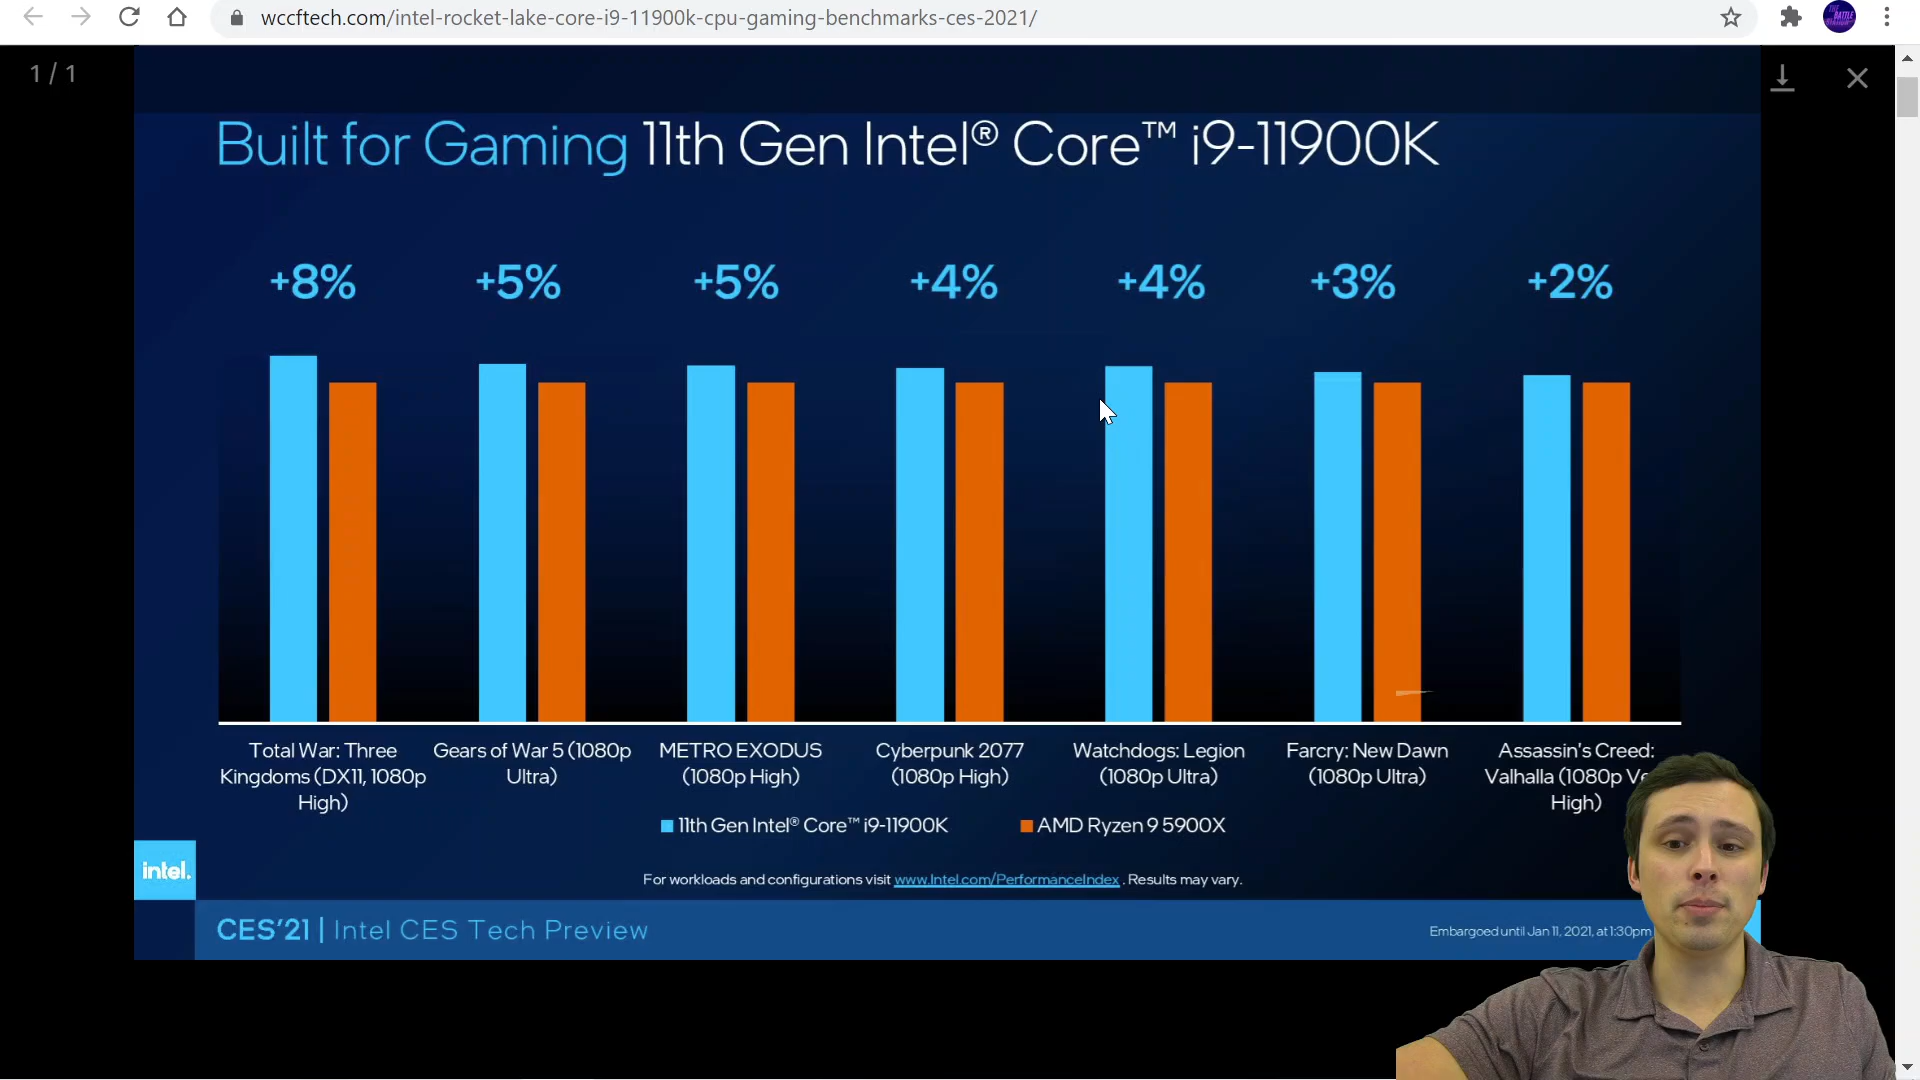 wccftech.com/intel-rocket-lake-core-i9-11900k-cpu-gaming-benchmarks-ces-2021/
1 / 1
Built for Gaming 11th Gen Intel® Core™ i9-11900K
+8% +5% +5% +4% +4% +3% +2%
Total War: Three Kingdoms (DX11, 1080p High)
Gears of War 5 (1080p Ultra)
METRO EXODUS (1080p High)
Cyberpunk 2077 (1080p High)
Watchdogs: Legion (1080p Ultra)
Farcry: New Dawn (1080p Ultra)
Assassin's Creed: Valhalla (1080p Ve High)
11th Gen Intel® Core™ i9-11900K AMD Ryzen 9 5900X
intel.
For workloads and configurations visit www.Intel.com/PerformanceIndex . Results may vary.
CES'21 | Intel CES Tech Preview
Embargoed until Jan 11, 2021, at 1:30pm